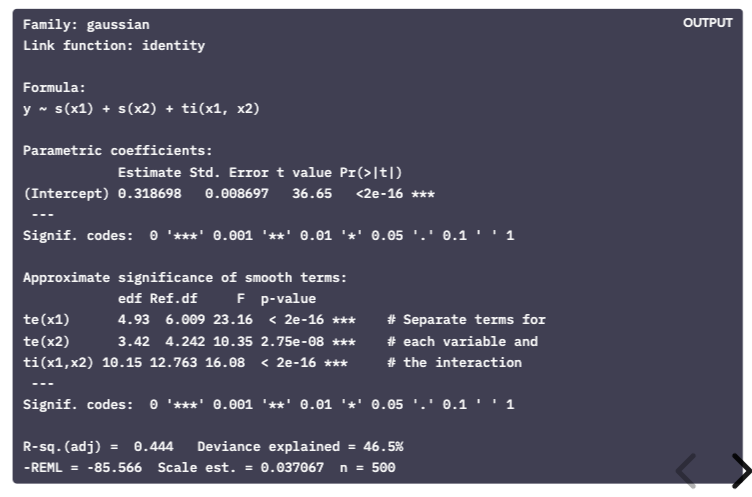 OUTPUT
Family: gaussian
Link function: identity
Formula:
y ~ s(x1) + s(x2) + ti(x1, x2)
Parametric coefficients:
Estimate Std. Error t value Pr(>|t|)
(Intercept) 0.318698 0.008697 36.65 <2e-16 ***
---
Signif. codes: 0 '***' 0.001 '**' 0.01 '*' 0.05 '.' 0.1 ' ' 1
Approximate significance of smooth terms:
edf Ref.df F p-value
te(x1) 4.93 6.009 23.16 < 2e-16 *** # Separate terms for
te(x2) 3.42 4.242 10.35 2.75e-08 *** # each variable and
ti(x1,x2) 10.15 12.763 16.08 < 2e-16 *** # the interaction
---
Signif. codes: 0 '***' 0.001 '**' 0.01 '*' 0.05 '.' 0.1 ' ' 1
R-sq.(adj) = 0.444 Deviance explained = 46.5%
-REML = -85.566 Scale est. = 0.037067 n = 500